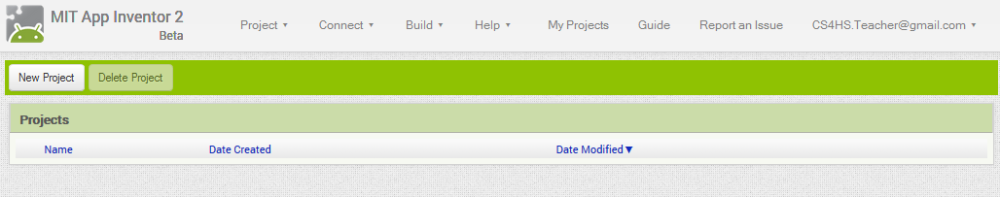 MIT App Inventor 2
Beta
Project ▾ Connect ▾ Build ▾ Help ▾ My Projects Guide Report an Issue CS4HS.Teacher@gmail.com ▾
New Project Delete Project
Projects
Name Date Created Date Modified▼